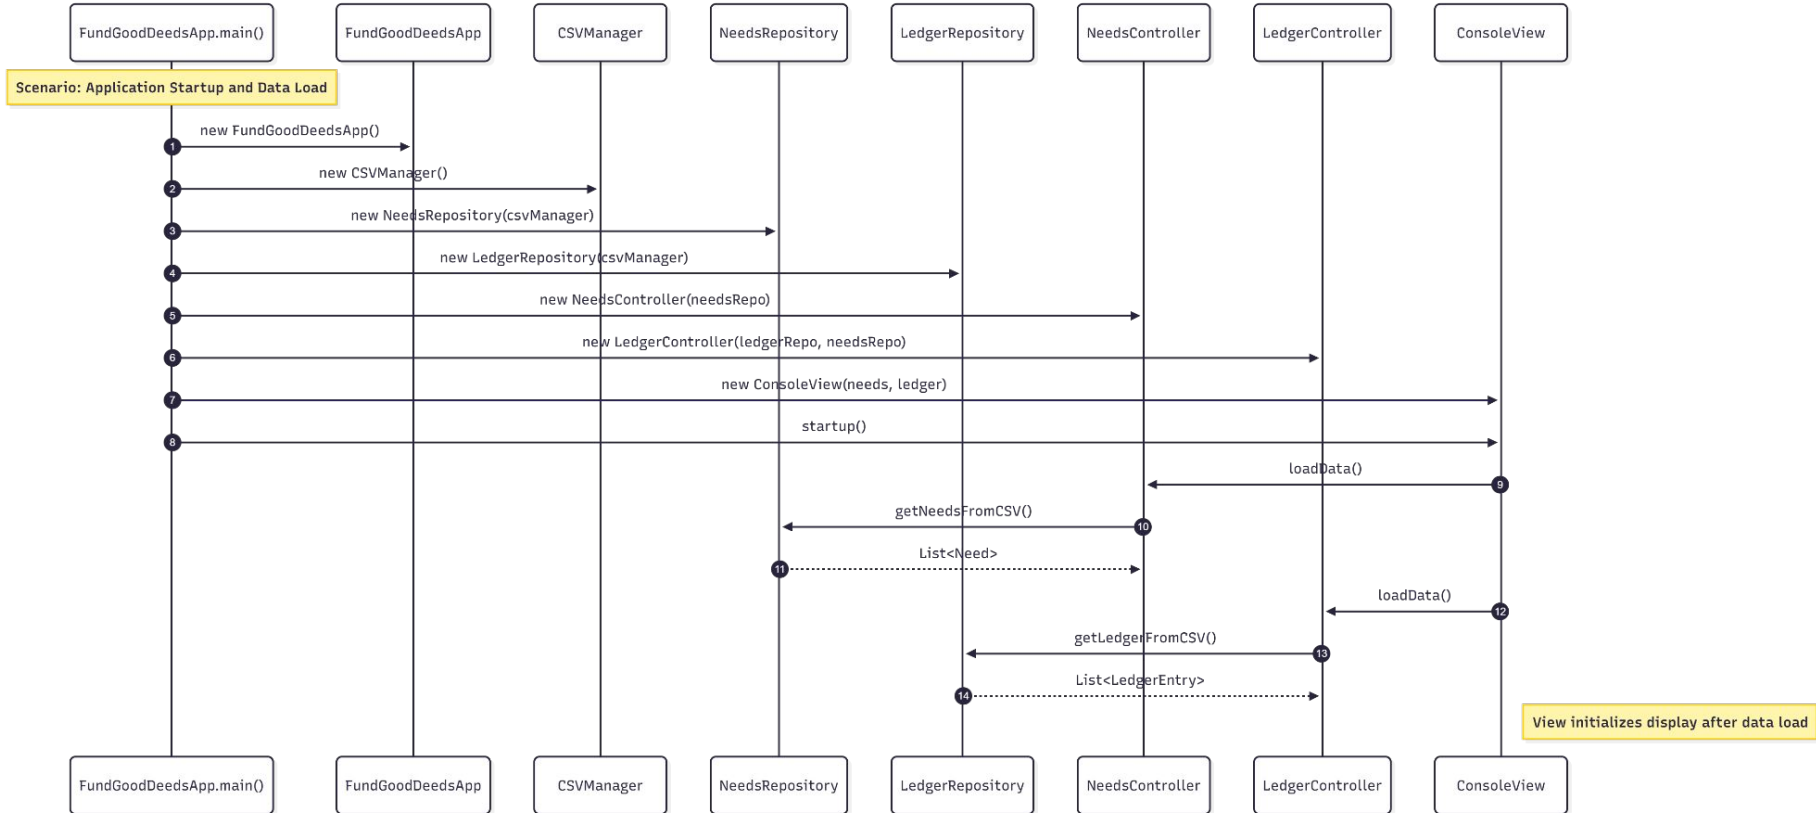 FundGoodDeedsApp.main()
FundGoodDeedsApp
CSVManager
NeedsRepository
LedgerRepository
NeedsController
LedgerController
ConsoleView
Scenario: Application Startup and Data Load
new FundGoodDeedsApp()
1
new CSVManager()
2
new NeedsRepository(csvManager)
3
new LedgerRepository(csvManager)
4
new NeedsController(needsRepo)
5
new LedgerController(ledgerRepo, needsRepo)
6
new ConsoleView(needs, ledger)
7
startup()
8
loadData()
9
getNeedsFromCSV()
10
List<Need>
11
loadData()
12
getLedgerFromCSV()
13
List<LedgerEntry>
14
View initializes display after data load
FundGoodDeedsApp.main()
FundGoodDeedsApp
CSVManager
NeedsRepository
LedgerRepository
NeedsController
LedgerController
ConsoleView